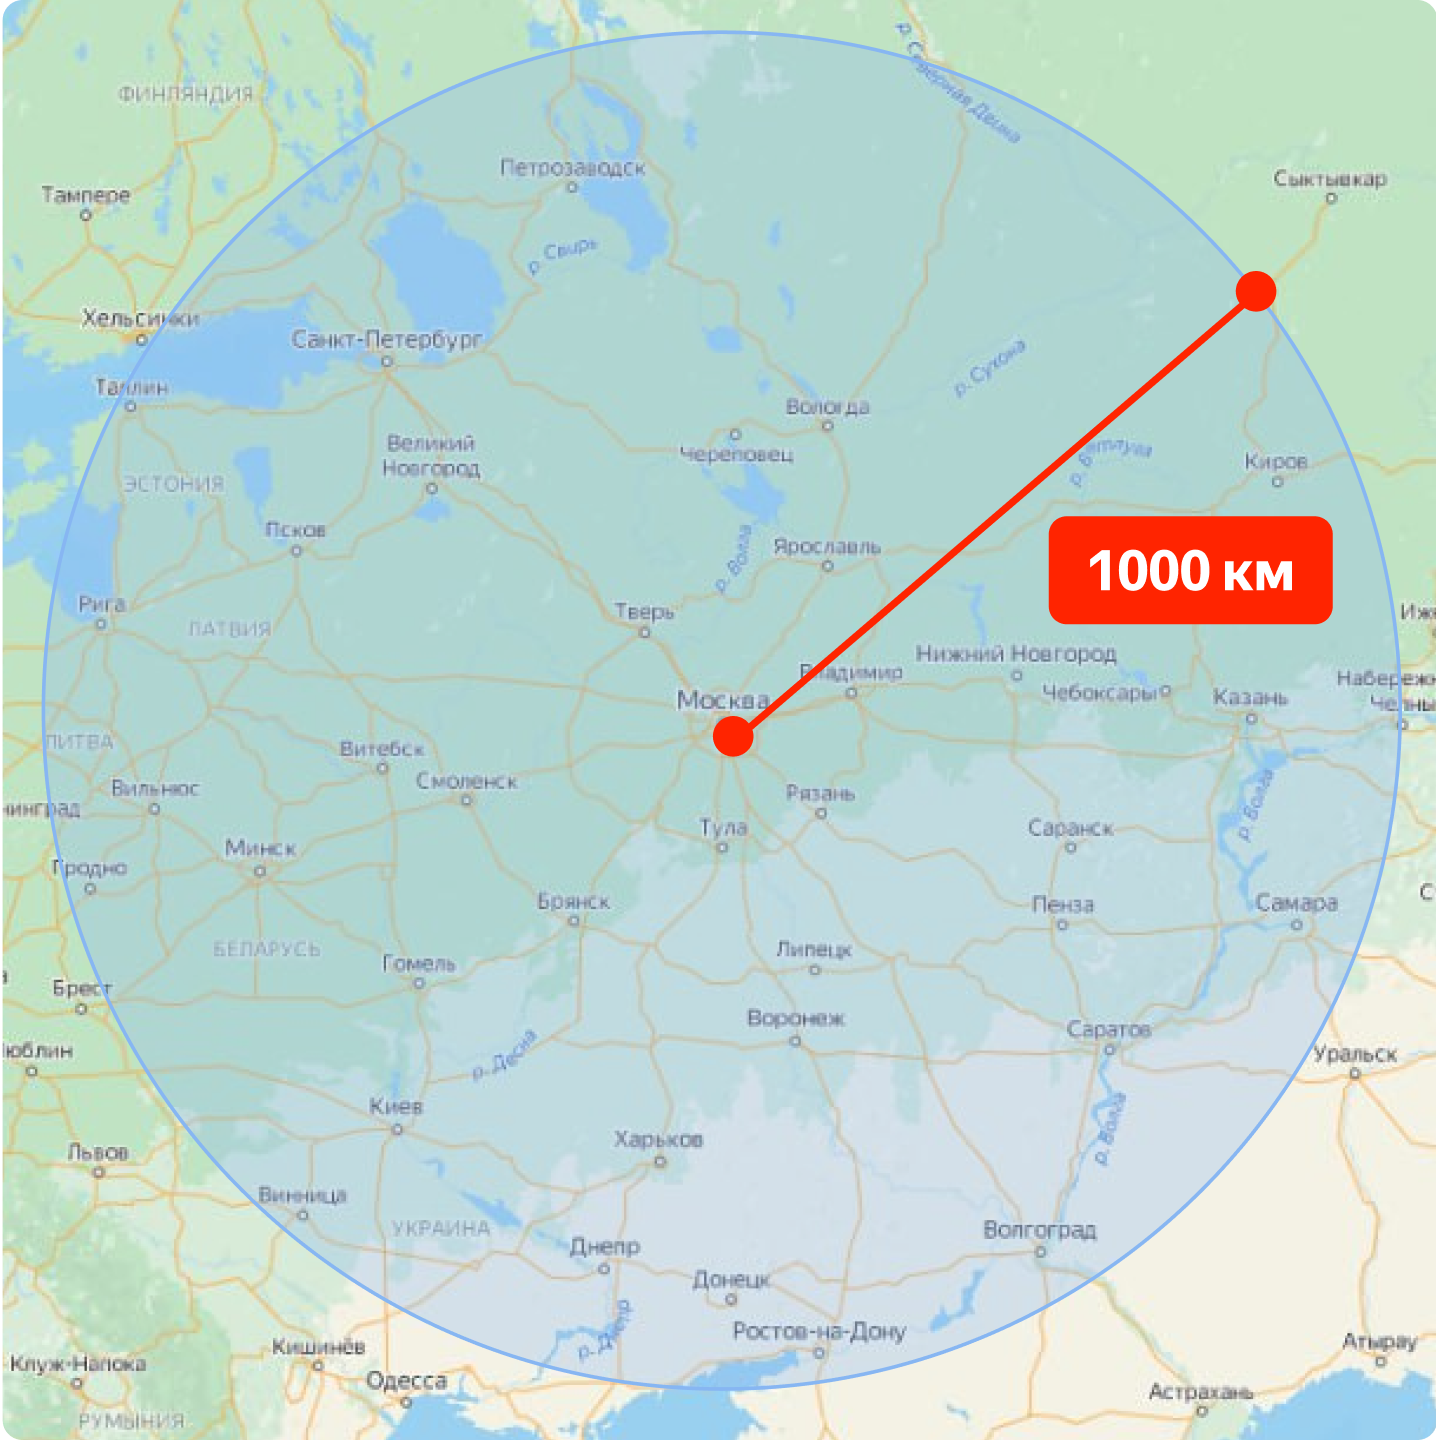 р. Северная Двина
ФИНЛЯНДИЯ
Петрозаводск
Сыктывкар
Тампере
р. Свирь
Хельсинки
Санкт-Петербург
р. Сухона
Таллин
Вологда
Великий
Новгород
Череповец
р. Ветлуга
Киров
ЭСТОНИЯ
Псков
р. Волга
Ярославль
1000 км
Рига
Тверь
Иже
ЛАТВИЯ
Нижний Новгород
Владимир
Набережн
Чебоксары
Москва
Казань
Челны
ЛИТВА
Витебск
Смоленск
Вильнюс
Рязань
р. Волга
нинград
Тула
Саранск
Минск
Гродно
Брянск
Пенза
Самара
С
БЕЛАРУСЬ
Липецк
Гомель
а
Брест
Воронеж
Саратов
р. Десна
Люблин
Уральск
Киев
р. Волга
Харьков
Львов
Винница
УКРАИНА
Волгоград
Днепр
Донецк
р. Днепр
Ростов-на-Дону
Кишинёв
Атырау
Клуж-Напока
Одесса
Астрахань
РУМЫНИЯ